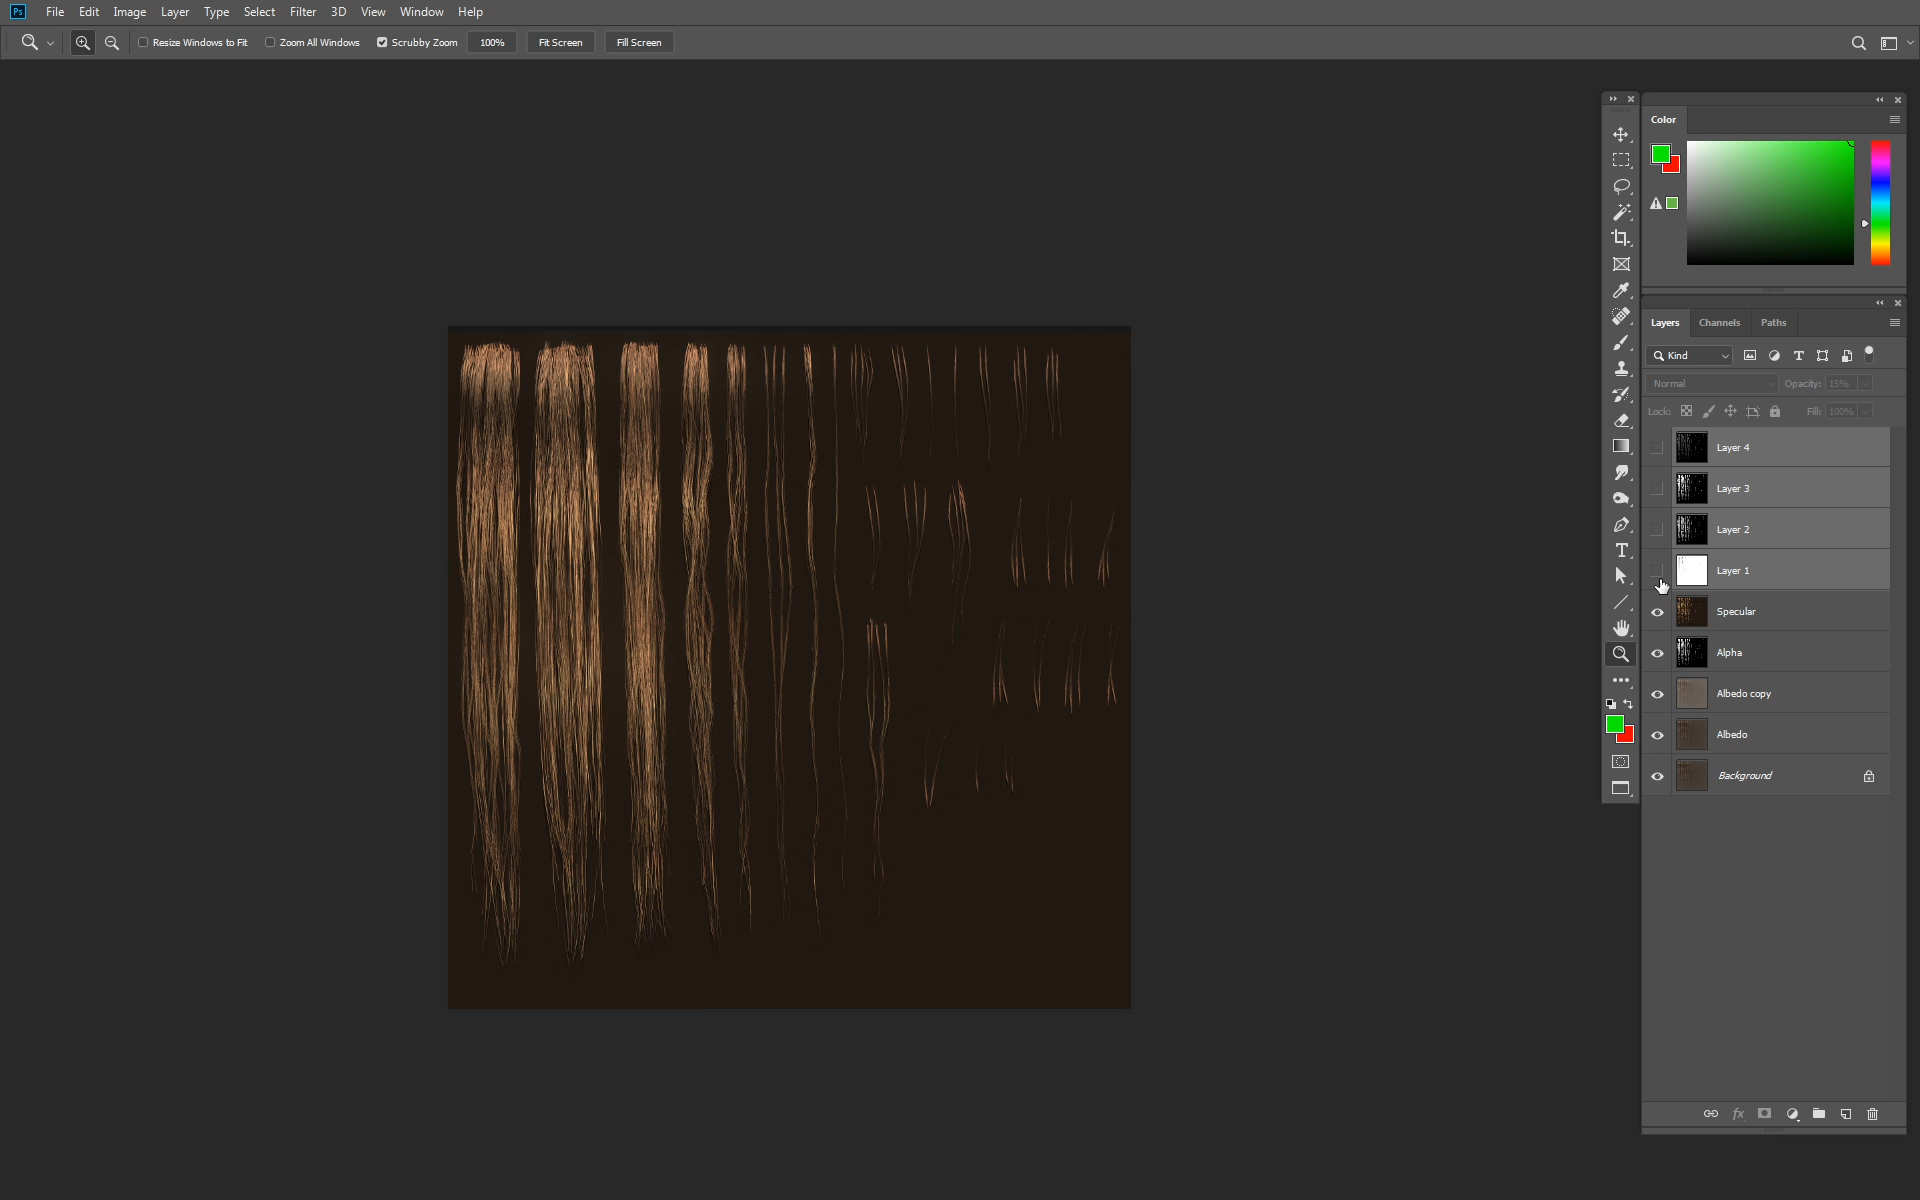 Ps File Edit Image Layer Type Select Filter 3D View Window Help
Resize Windows to Fit Zoom All Windows Scrubby Zoom 100% Fit Screen Fill Screen
Color
Layers Channels Paths
Kind T
Normal Opacity: 15%
Lock: Fill: 100%
Layer 4
Layer 3
Layer 2
Layer 1
Specular
Alpha
Albedo copy
Albedo
Background
fx